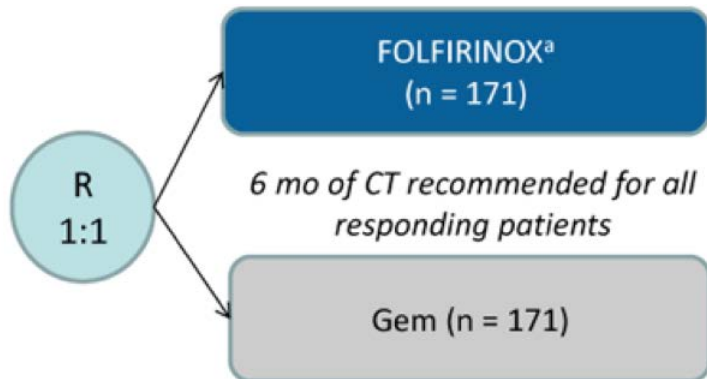 FOLFIRINOXᵃ
(n = 171)
R
1:1
6 mo of CT recommended for all
responding patients
Gem (n = 171)